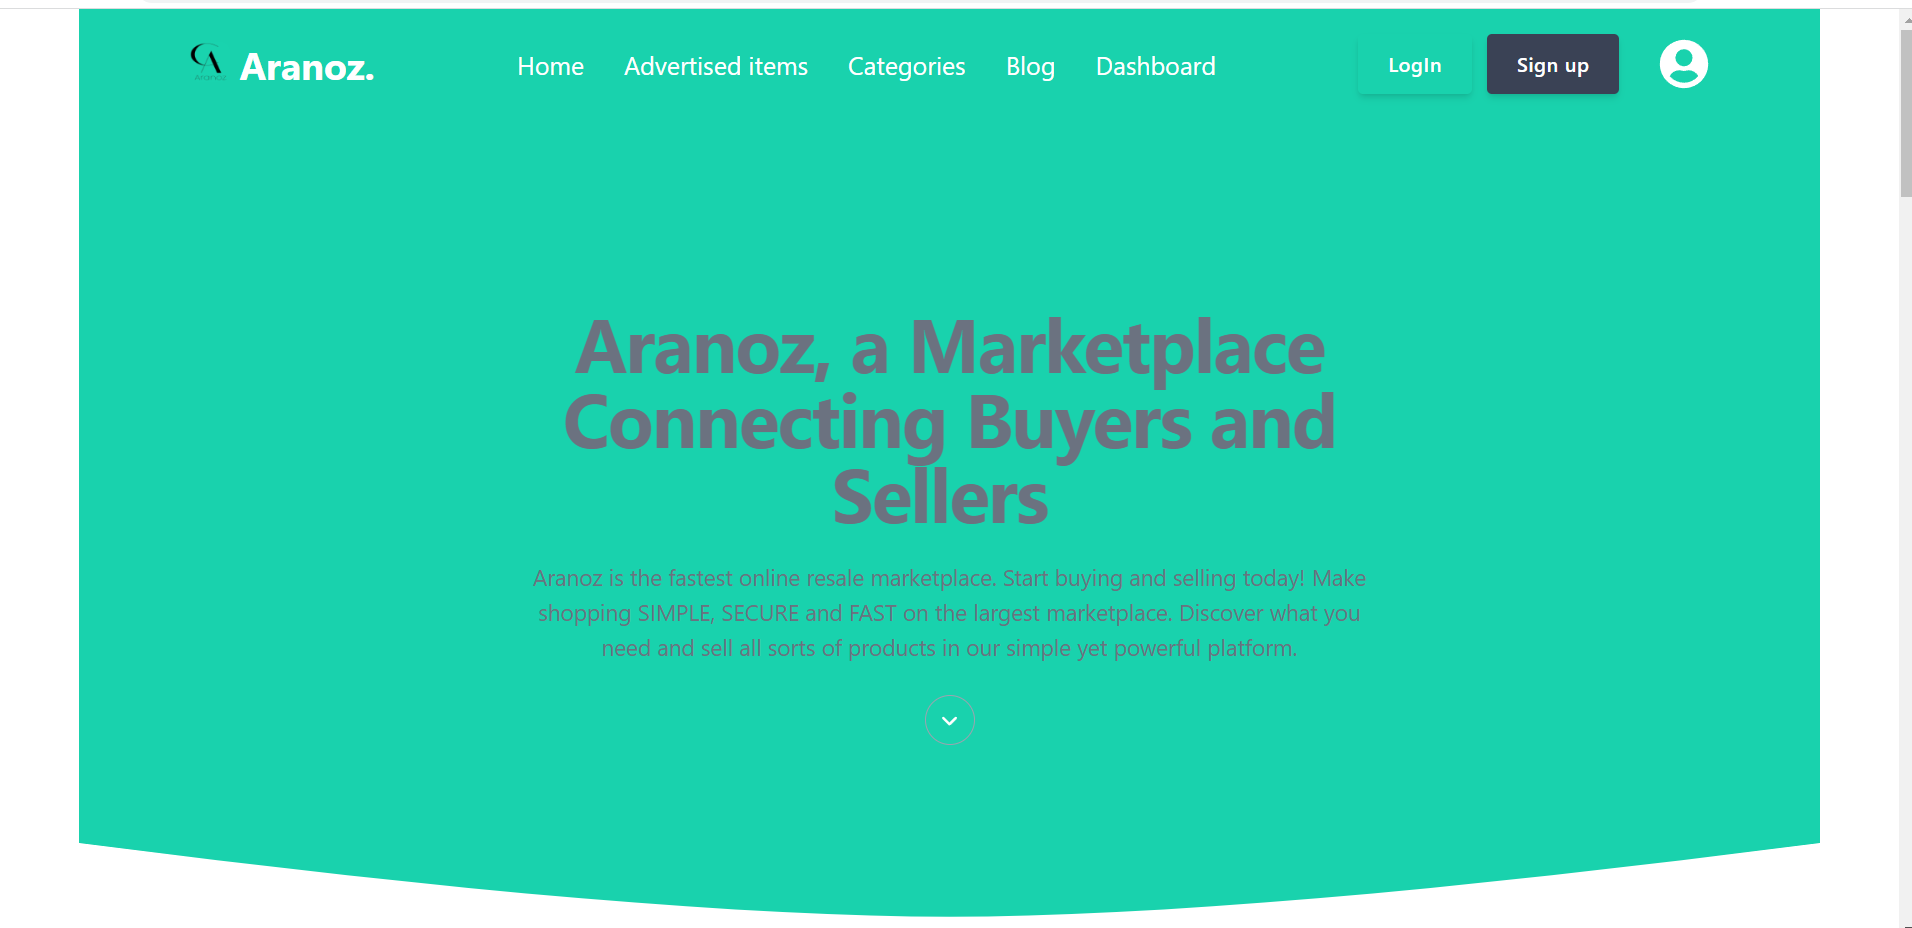 Aranoz
Aranoz.
Home
Advertised items
Categories
Blog
Dashboard
LogIn
Sign up
Aranoz, a Marketplace
Connecting Buyers and
Sellers
Aranoz is the fastest online resale marketplace. Start buying and selling today! Make
shopping SIMPLE, SECURE and FAST on the largest marketplace. Discover what you
need and sell all sorts of products in our simple yet powerful platform.